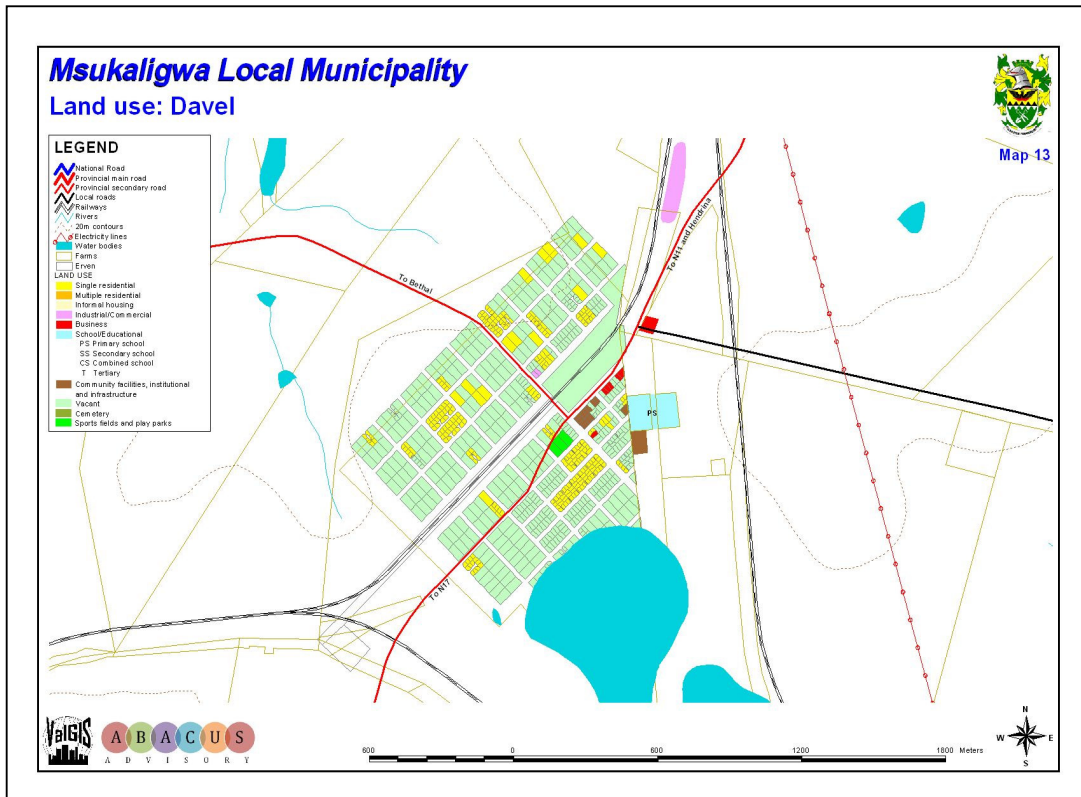 Msukaligwa Local Municipality
Land use: Davel
Map 13
LEGEND
National Road
Provincial main road
Provincial secondary road
Local roads
Railways
Rivers
20m contours
Electricity lines
Water bodies
Farms
Erven
LAND USE
Single residential
Multiple residential
Informal housing
Industrial/Commercial
Business
School/Educational
PS Primary school
SS Secondary school
CS Combined school
T Tertiary
Community facilities, institutional
and infrastructure
Vacant
Cemetery
Sports fields and play parks
To Bethal
To N11 and Hendrina
PS
To N17
ValGIS
ABACUS
ADVISORY
600 0 600 1200 1800 Meters
N
W E
S